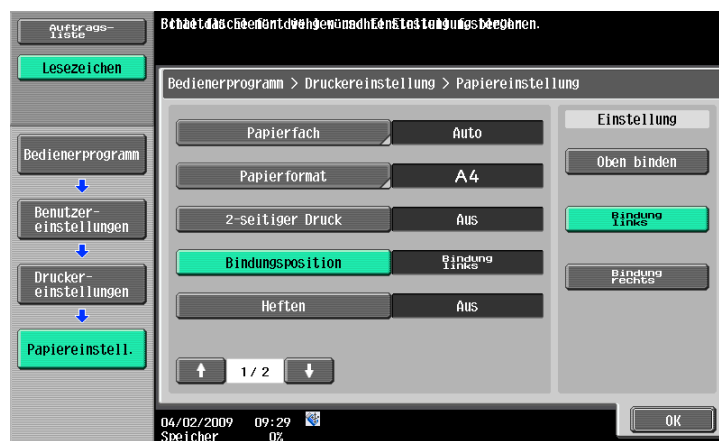 Auftrags-
liste
Lesezeichen
Bedienerprogramm > Druckereinstellung > Papiereinstellung
Bedienerprogramm
Benutzer-
einstellungen
Drucker-
einstellungen
Papiereinstell.
Papierfach Auto
Papierformat A4
2-seitiger Druck Aus
Bindungsposition Bindung
links
Heften Aus
1/ 2
Einstellung
Oben binden
Bindung
links
Bindung
rechts
04/02/2009 09:29
Speicher 0%
OK